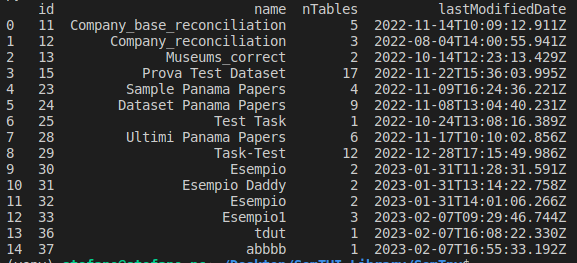 id name nTables lastModifiedDate
0 11 Company_base_reconciliation 5 2022-11-14T10:09:12.911Z
1 12 Company_reconciliation 3 2022-08-04T14:00:55.941Z
2 13 Museums_correct 2 2022-10-14T12:23:13.429Z
3 15 Prova Test Dataset 17 2022-11-22T15:36:03.995Z
4 23 Sample Panama Papers 4 2022-11-09T16:24:36.221Z
5 24 Dataset Panama Papers 9 2022-11-08T13:04:40.231Z
6 25 Test Task 1 2022-10-24T13:08:16.389Z
7 28 Ultimi Panama Papers 6 2022-11-17T10:10:02.856Z
8 29 Task-Test 12 2022-12-28T17:15:49.986Z
9 30 Esempio 2 2023-01-31T11:28:31.591Z
10 31 Esempio Daddy 2 2023-01-31T13:14:22.758Z
11 32 Esempio 2 2023-01-31T14:01:06.266Z
12 33 Esempio1 3 2023-02-07T09:29:46.744Z
13 36 tdut 1 2023-02-07T16:08:22.330Z
14 37 abbbb 1 2023-02-07T16:55:33.192Z